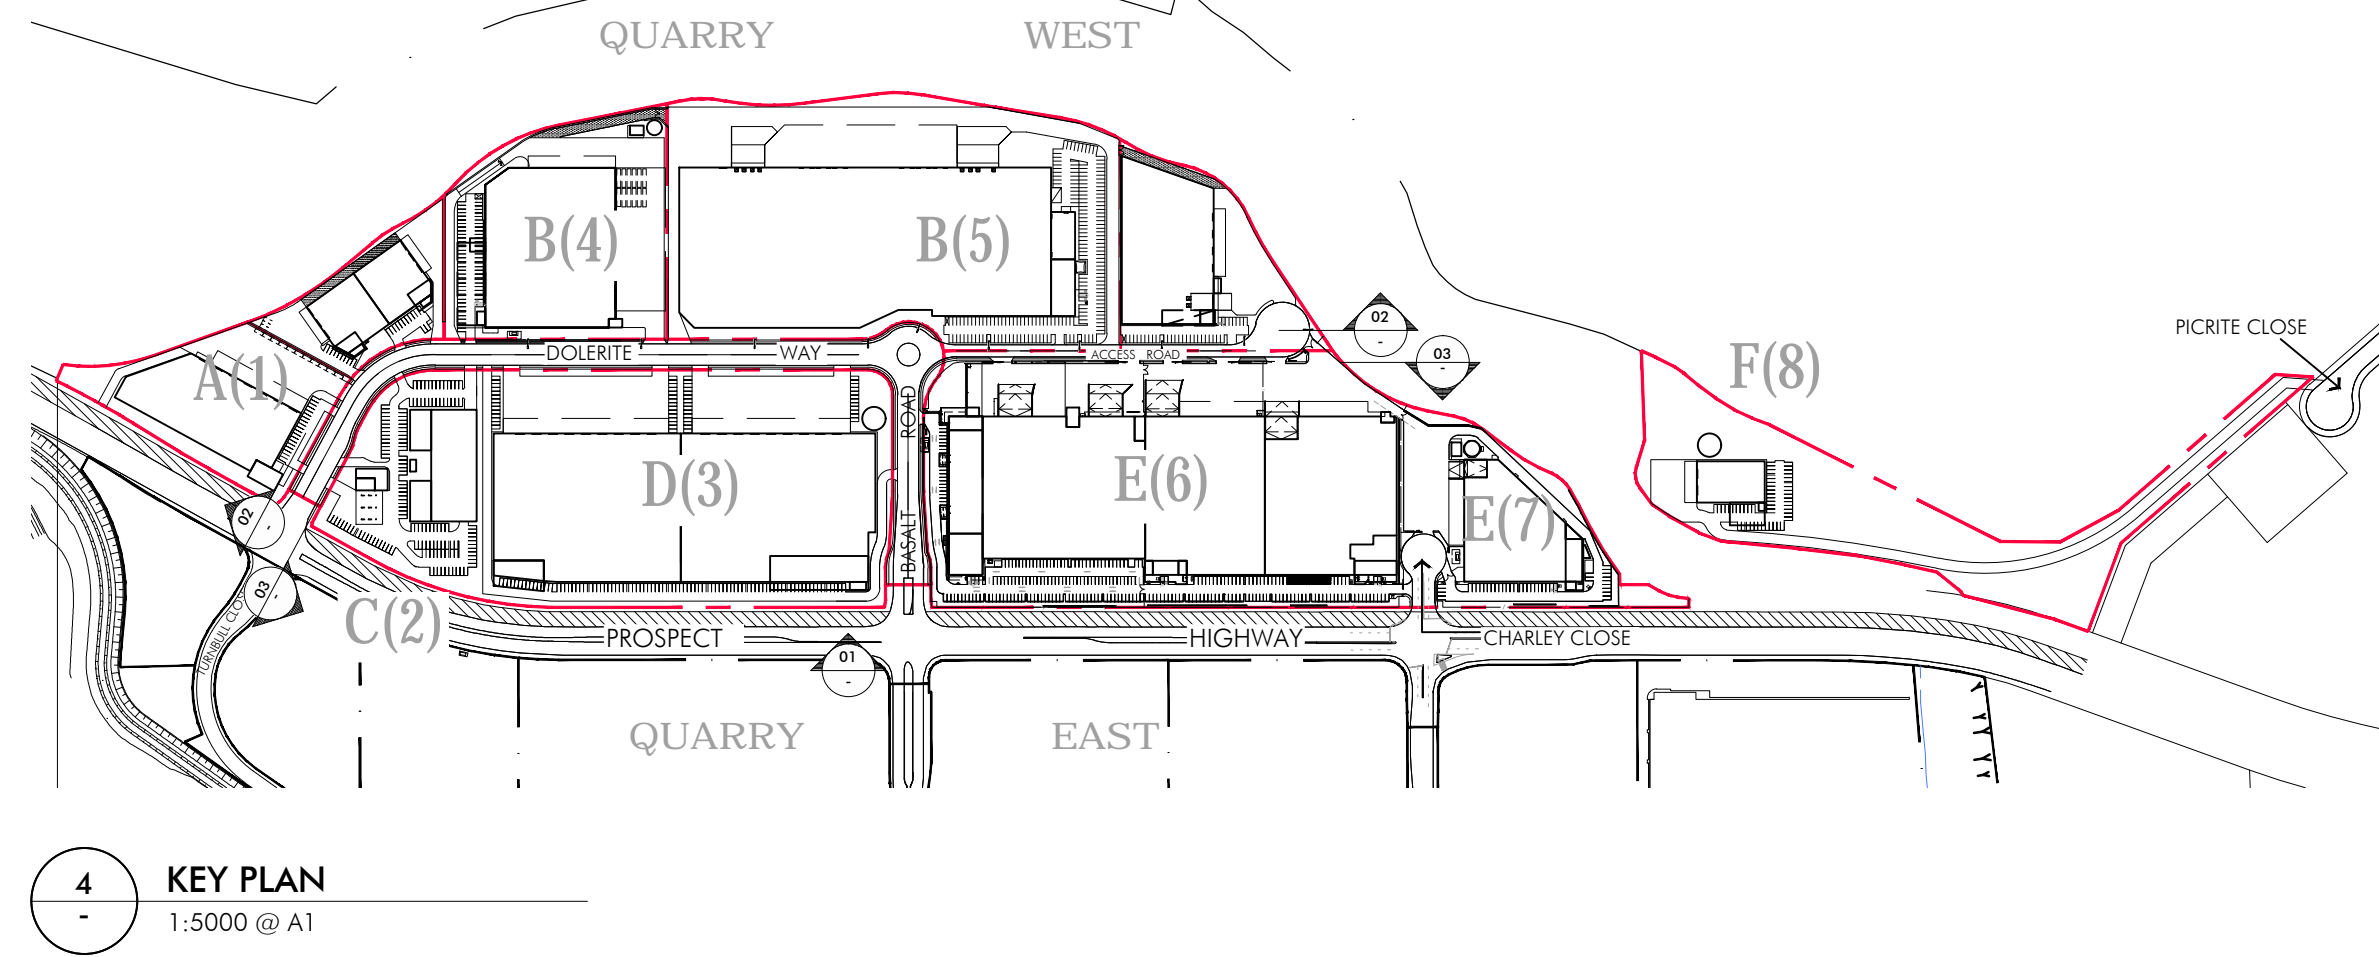 QUARRY WEST
B(4)
B(5)
02
-
03
-
PICRITE CLOSE
A(1)
DOLERITE WAY
ACCESS ROAD
F(8)
BASALT ROAD
D(3)
E(6)
E(7)
02
-
03
-
TURNBULL CLO
C(2)
PROSPECT HIGHWAY
CHARLEY CLOSE
01
-
QUARRY EAST
4
-
KEY PLAN
1:5000 @ A1